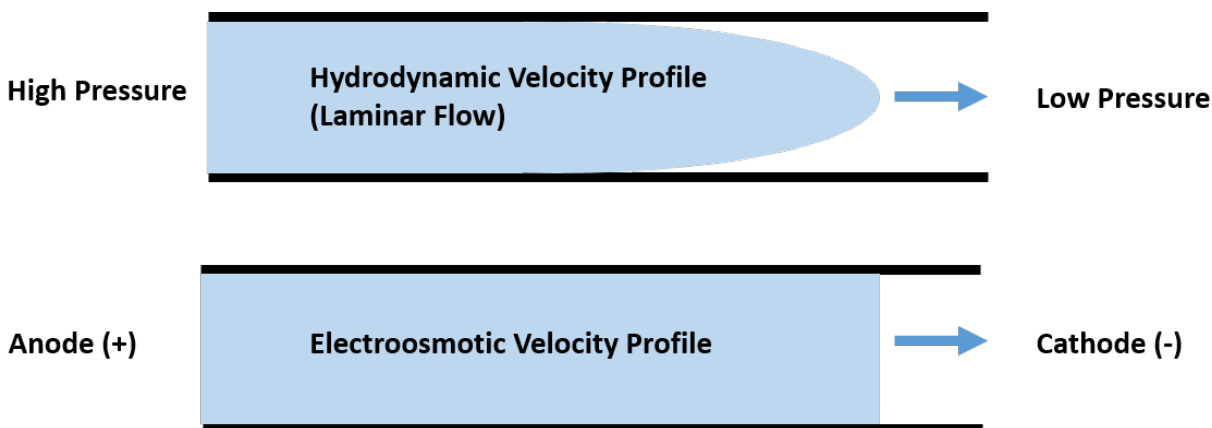 High Pressure
Hydrodynamic Velocity Profile
(Laminar Flow)
Low Pressure
Anode (+)
Electroosmotic Velocity Profile
Cathode (-)